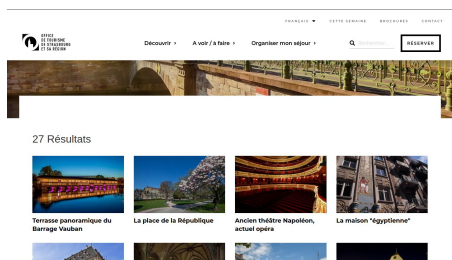 FRANÇAIS
CETTE SEMAINE
BROCHURES
CONTACT
OFFICE
DE TOURISME
DE STRASBOURG
ET SA RÉGION
Découvrir
A voir / à faire
Organiser mon séjour
RÉSERVER
27 Résultats
Terrasse panoramique du
Barrage Vauban
La place de la République
Ancien théâtre Napoléon,
actuel opéra
La maison "égyptienne"